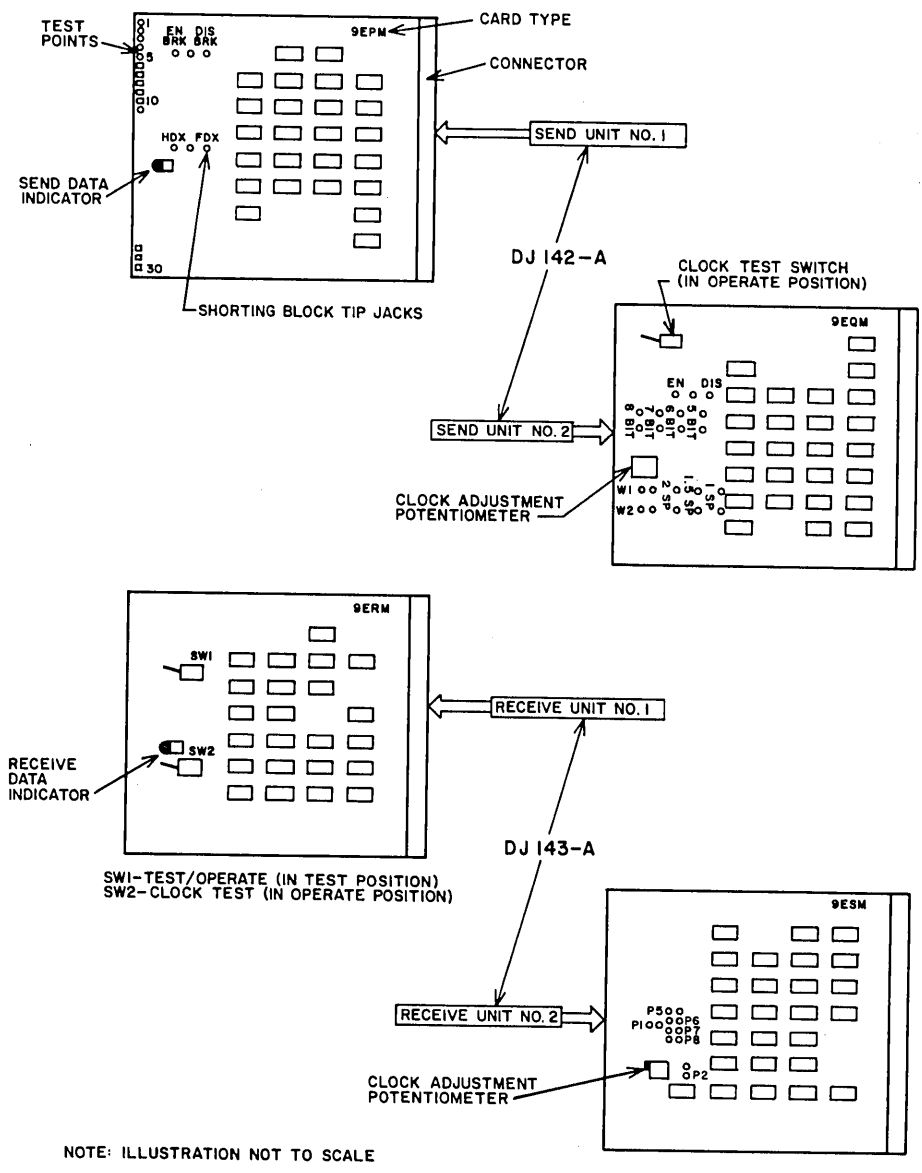 TEST
POINTS
1
5
10
30
EN
BRK
DIS
BRK
9EPM
CARD TYPE
CONNECTOR
HDX
FDX
SEND DATA
INDICATOR
SHORTING BLOCK TIP JACKS
SEND UNIT NO. 1
DJ 142-A
CLOCK TEST SWITCH
(IN OPERATE POSITION)
9EQM
EN DIS
8 BIT
7 BIT
6 BIT
5 BIT
SEND UNIT NO. 2
CLOCK ADJUSTMENT
POTENTIOMETER
W1
W2
2 SP
1.5 SP
1 SP
9ERM
SW1
SW2
RECEIVE
DATA
INDICATOR
RECEIVE UNIT NO. 1
SW1-TEST/OPERATE (IN TEST POSITION)
SW2-CLOCK TEST (IN OPERATE POSITION)
DJ 143-A
9ESM
RECEIVE UNIT NO. 2
P5
P1
P6
P7
P8
P2
CLOCK ADJUSTMENT
POTENTIOMETER
NOTE: ILLUSTRATION NOT TO SCALE